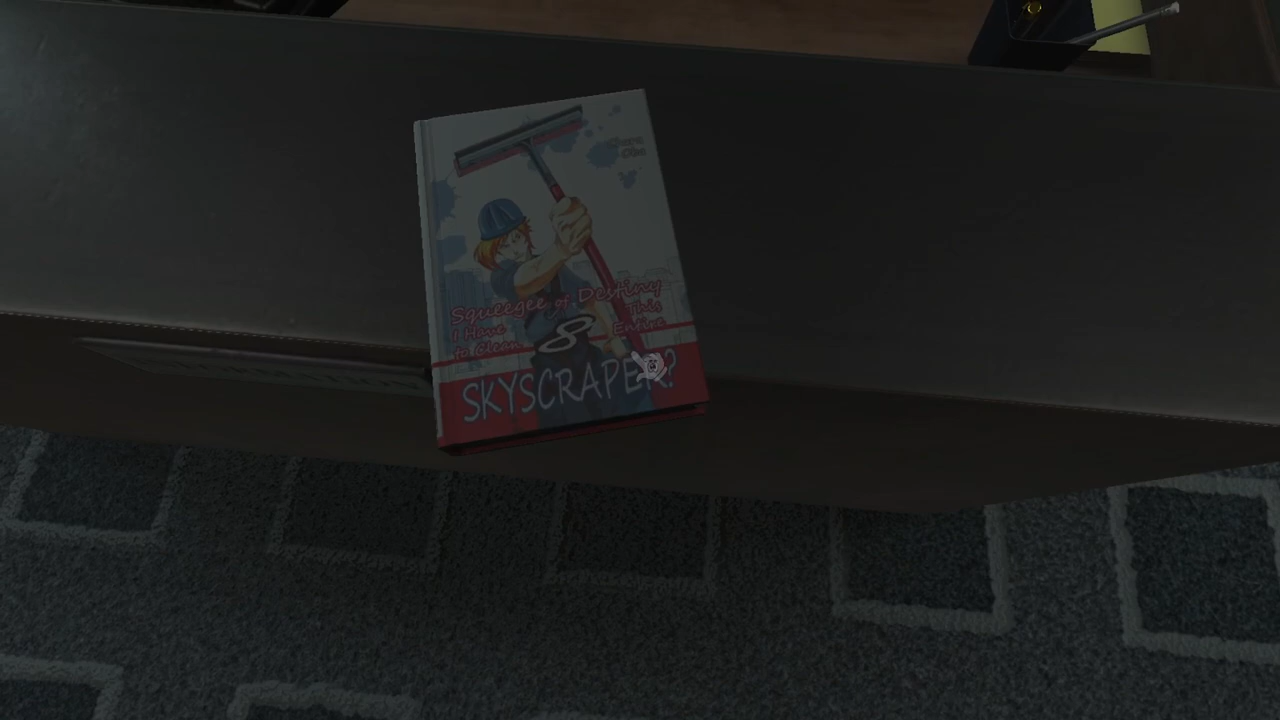 Squeegee of Destiny
I Have This
to Clean Entire
8
SKYSCRAPER?